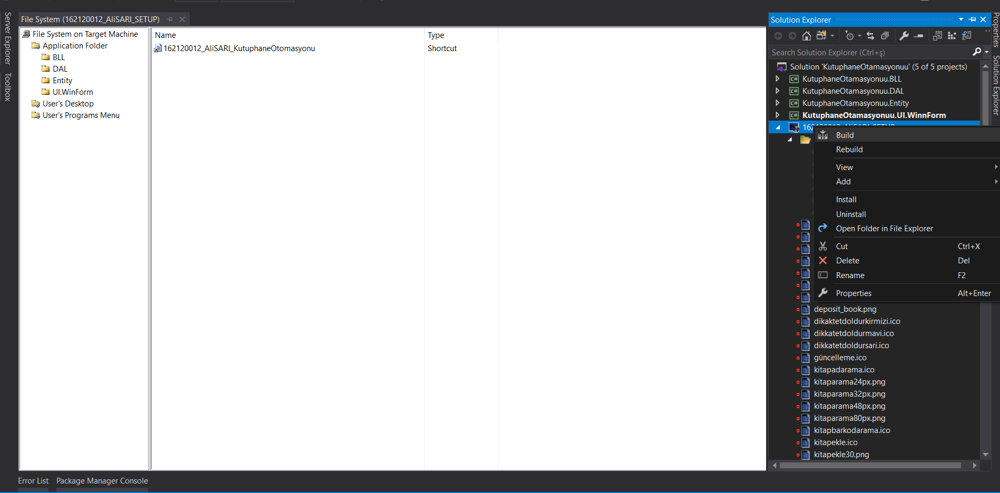 Server Explorer
Toolbox
File System (162120012_AliSARI_SETUP)
File System on Target Machine
Application Folder
BLL
DAL
Entity
UI.WinForm
User's Desktop
User's Programs Menu
Name
Type
162120012_AliSARI_KutuphaneOtomasyonu
Shortcut
Solution Explorer
Search Solution Explorer (Ctrl+ş)
Solution 'KutuphaneOtamasyonuu' (5 of 5 projects)
KutuphaneOtamasyonuu.BLL
KutuphaneOtamasyonuu.DAL
KutuphaneOtamasyonuu.Entity
KutuphaneOtamasyonuu.UI.WinnForm
162120012_AliSARI_SETUP
Build
Rebuild
View
Add
Install
Uninstall
Open Folder in File Explorer
Cut Ctrl+X
Delete Del
Rename F2
Properties Alt+Enter
deposit_book.png
dikaktetdoldurkirmizi.ico
dikkatetdoldurmavi.ico
dikkatetdoldursari.ico
güncelleme.ico
kitapadarama.ico
kitaparama24px.png
kitaparama32px.png
kitaparama48px.png
kitaparama80px.png
kitapbarkodarama.ico
kitapekle.ico
kitapekle30.png
Properties
Solution Explorer
Error List
Package Manager Console